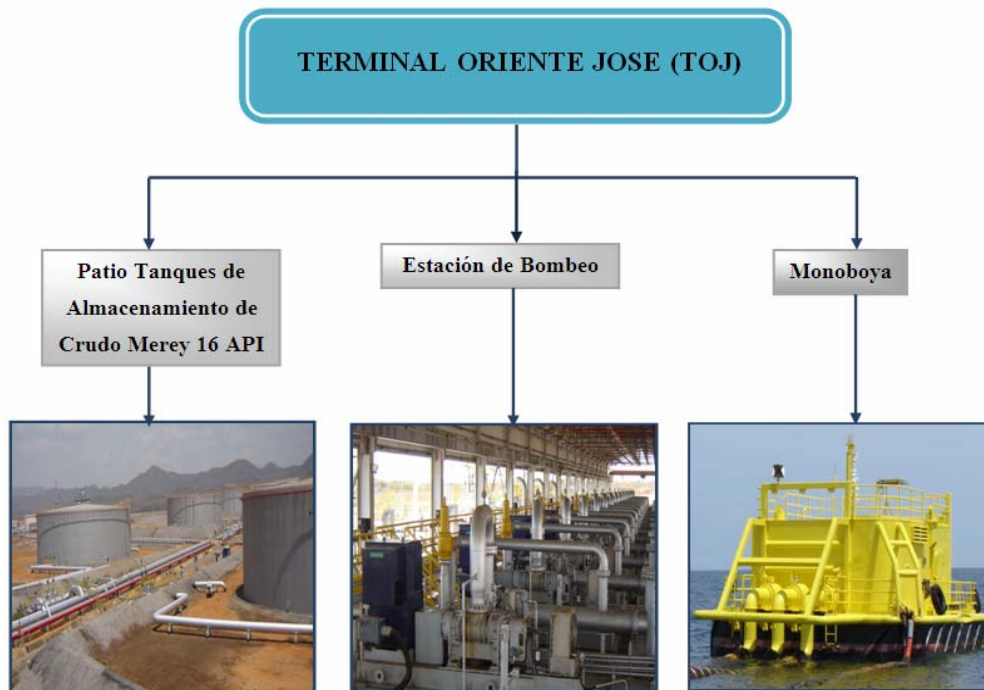 TERMINAL ORIENTE JOSE (TOJ)
Patio Tanques de
Almacenamiento de
Crudo Merey 16 API
Estación de Bombeo
Monoboya